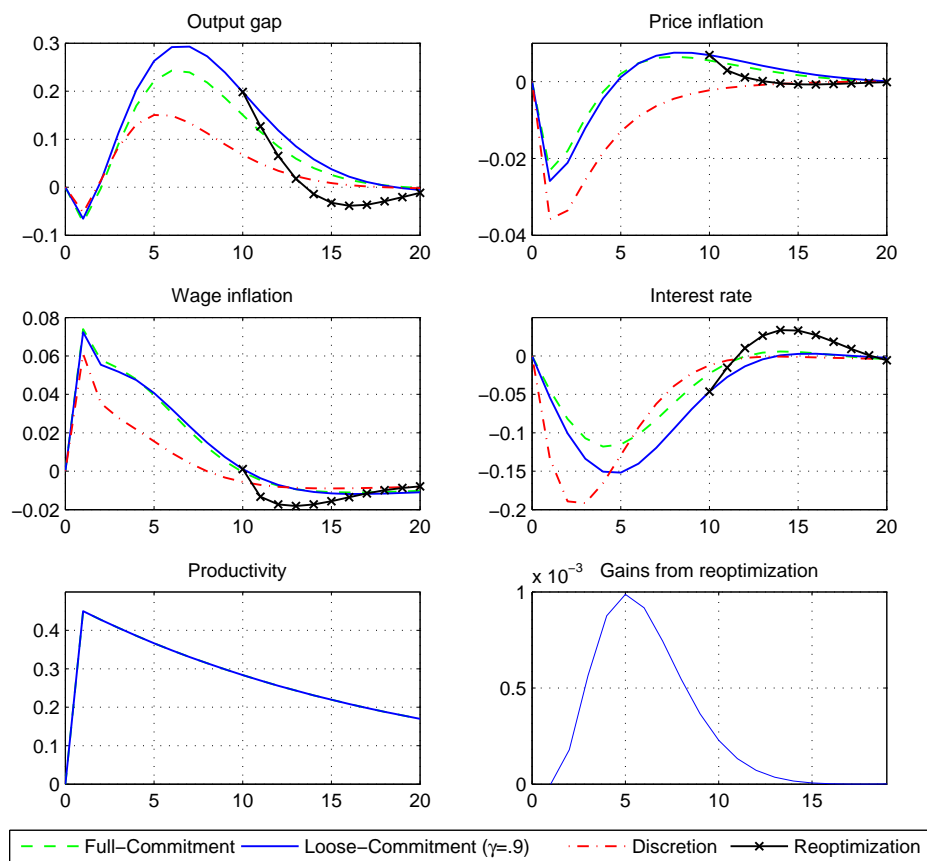 Output gap
0.3
0.2
0.1
0
−0.1
0 5 10 15 20
Price inflation
0
−0.02
−0.04
0 5 10 15 20
Wage inflation
0.08
0.06
0.04
0.02
0
−0.02
0 5 10 15 20
Interest rate
0
−0.05
−0.1
−0.15
−0.2
0 5 10 15 20
Productivity
0.4
0.3
0.2
0.1
0
0 5 10 15 20
Gains from reoptimization
x 10⁻³
1
0.5
0
0 5 10 15
Full−Commitment Loose−Commitment (γ=.9) Discretion Reoptimization